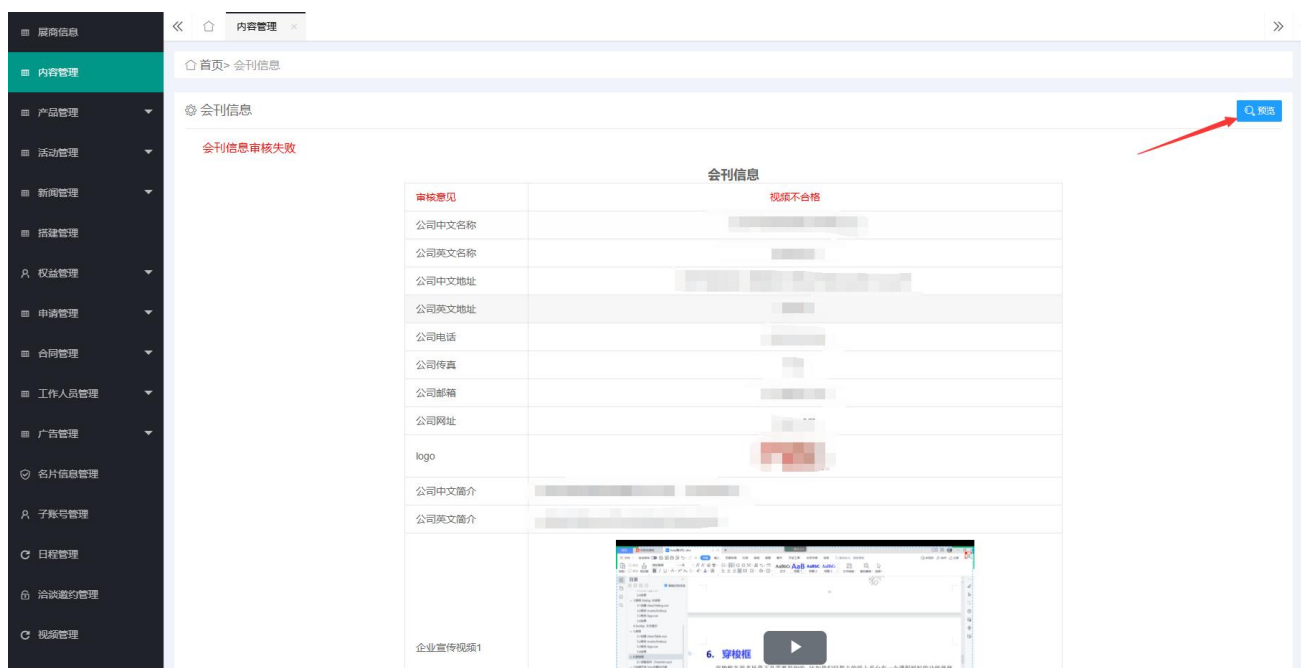 展商信息
内容管理
产品管理
活动管理
新闻管理
搭建管理
权益管理
申请管理
合同管理
工作人员管理
广告管理
名片信息管理
子账号管理
日程管理
洽谈邀约管理
视频管理
内容管理
首页> 会刊信息
会刊信息
预览
会刊信息审核失败
会刊信息
审核意见 视频不合格
公司中文名称
公司英文名称
公司中文地址
公司英文地址
公司电话
公司传真
公司邮箱
公司网址
logo
公司中文简介
公司英文简介
企业宣传视频1
6. 穿梭框